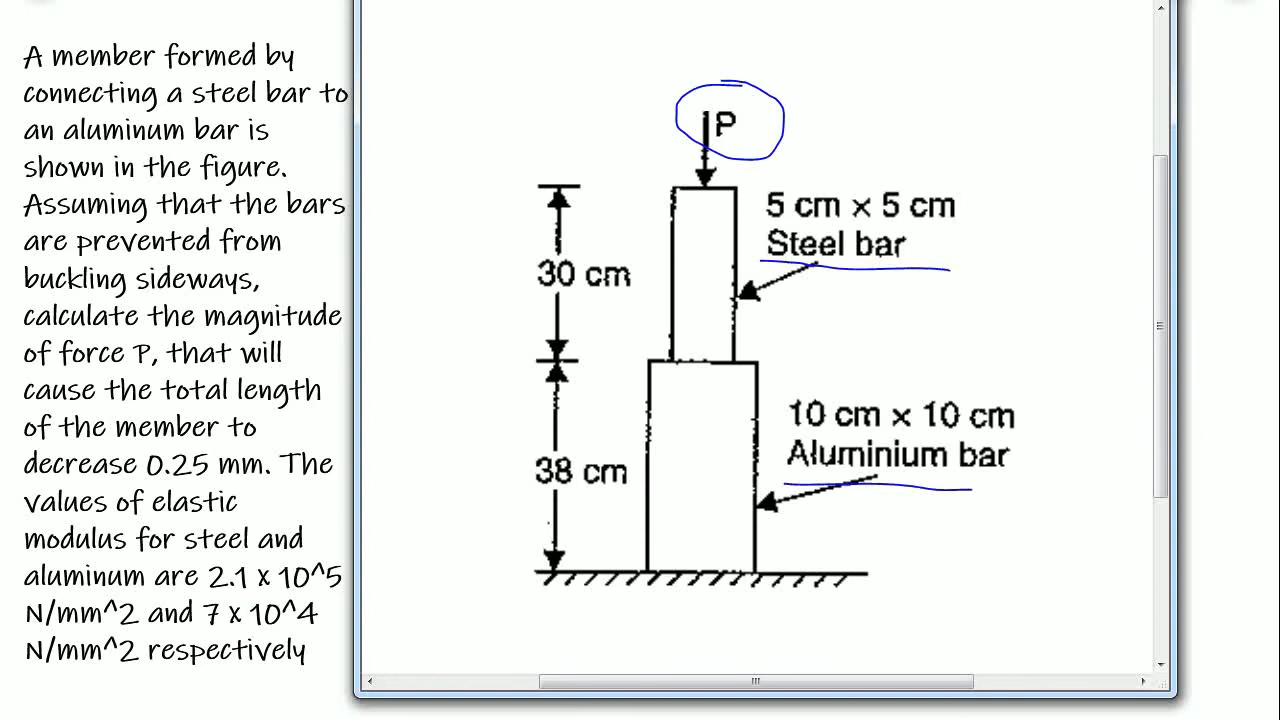 A member formed by
connecting a steel bar to
an aluminum bar is
shown in the figure.
Assuming that the bars
are prevented from
buckling sideways,
calculate the magnitude
of force P, that will
cause the total length
of the member to
decrease 0.25 mm. The
values of elastic
modulus for steel and
aluminum are 2.1 x 10^5
N/mm^2 and 7 x 10^4
N/mm^2 respectively
P
5 cm × 5 cm
Steel bar
30 cm
10 cm × 10 cm
Aluminium bar
38 cm